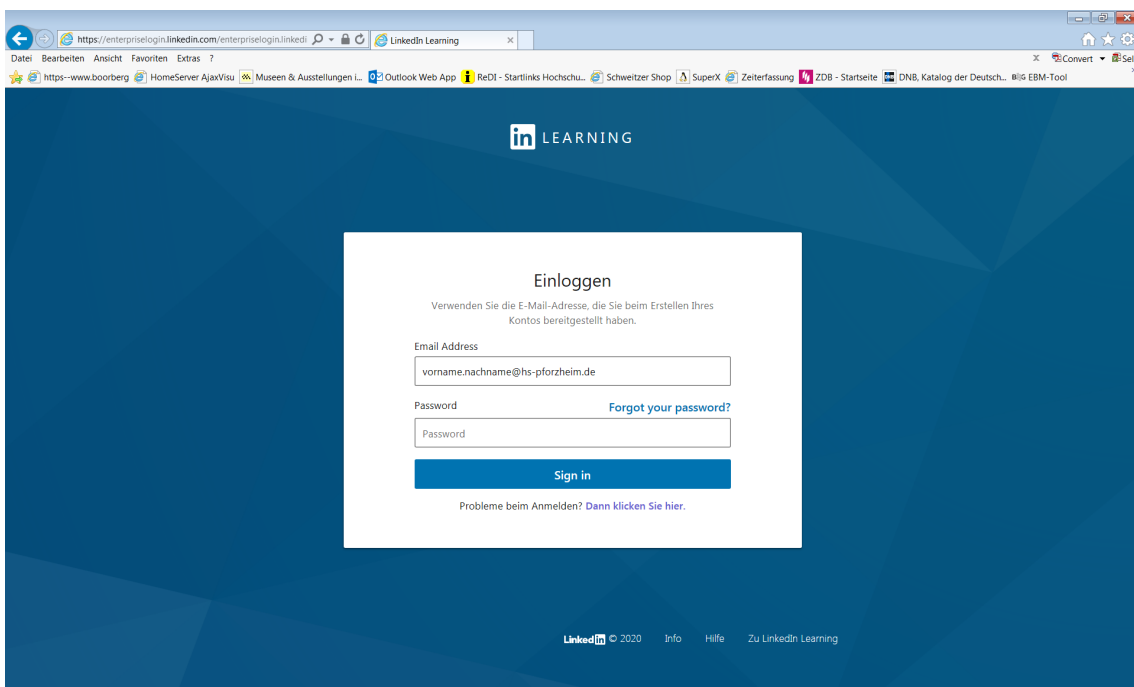 https://enterpriselogin.linkedin.com/enterpriselogin.linkedi
LinkedIn Learning
Datei Bearbeiten Ansicht Favoriten Extras ?
x Convert Sel
https--www.boorberg HomeServer AjaxVisu Museen & Ausstellungen i... Outlook Web App ReDI - Startlinks Hochschu... Schweitzer Shop SuperX Zeiterfassung ZDB - Startseite DNB, Katalog der Deutsch... EBM-Tool
in LEARNING
Einloggen
Verwenden Sie die E-Mail-Adresse, die Sie beim Erstellen Ihres
Kontos bereitgestellt haben.
Email Address
vorname.nachname@hs-pforzheim.de
Password Forgot your password?
Password
Sign in
Probleme beim Anmelden? Dann klicken Sie hier.
Linked in © 2020 Info Hilfe Zu LinkedIn Learning